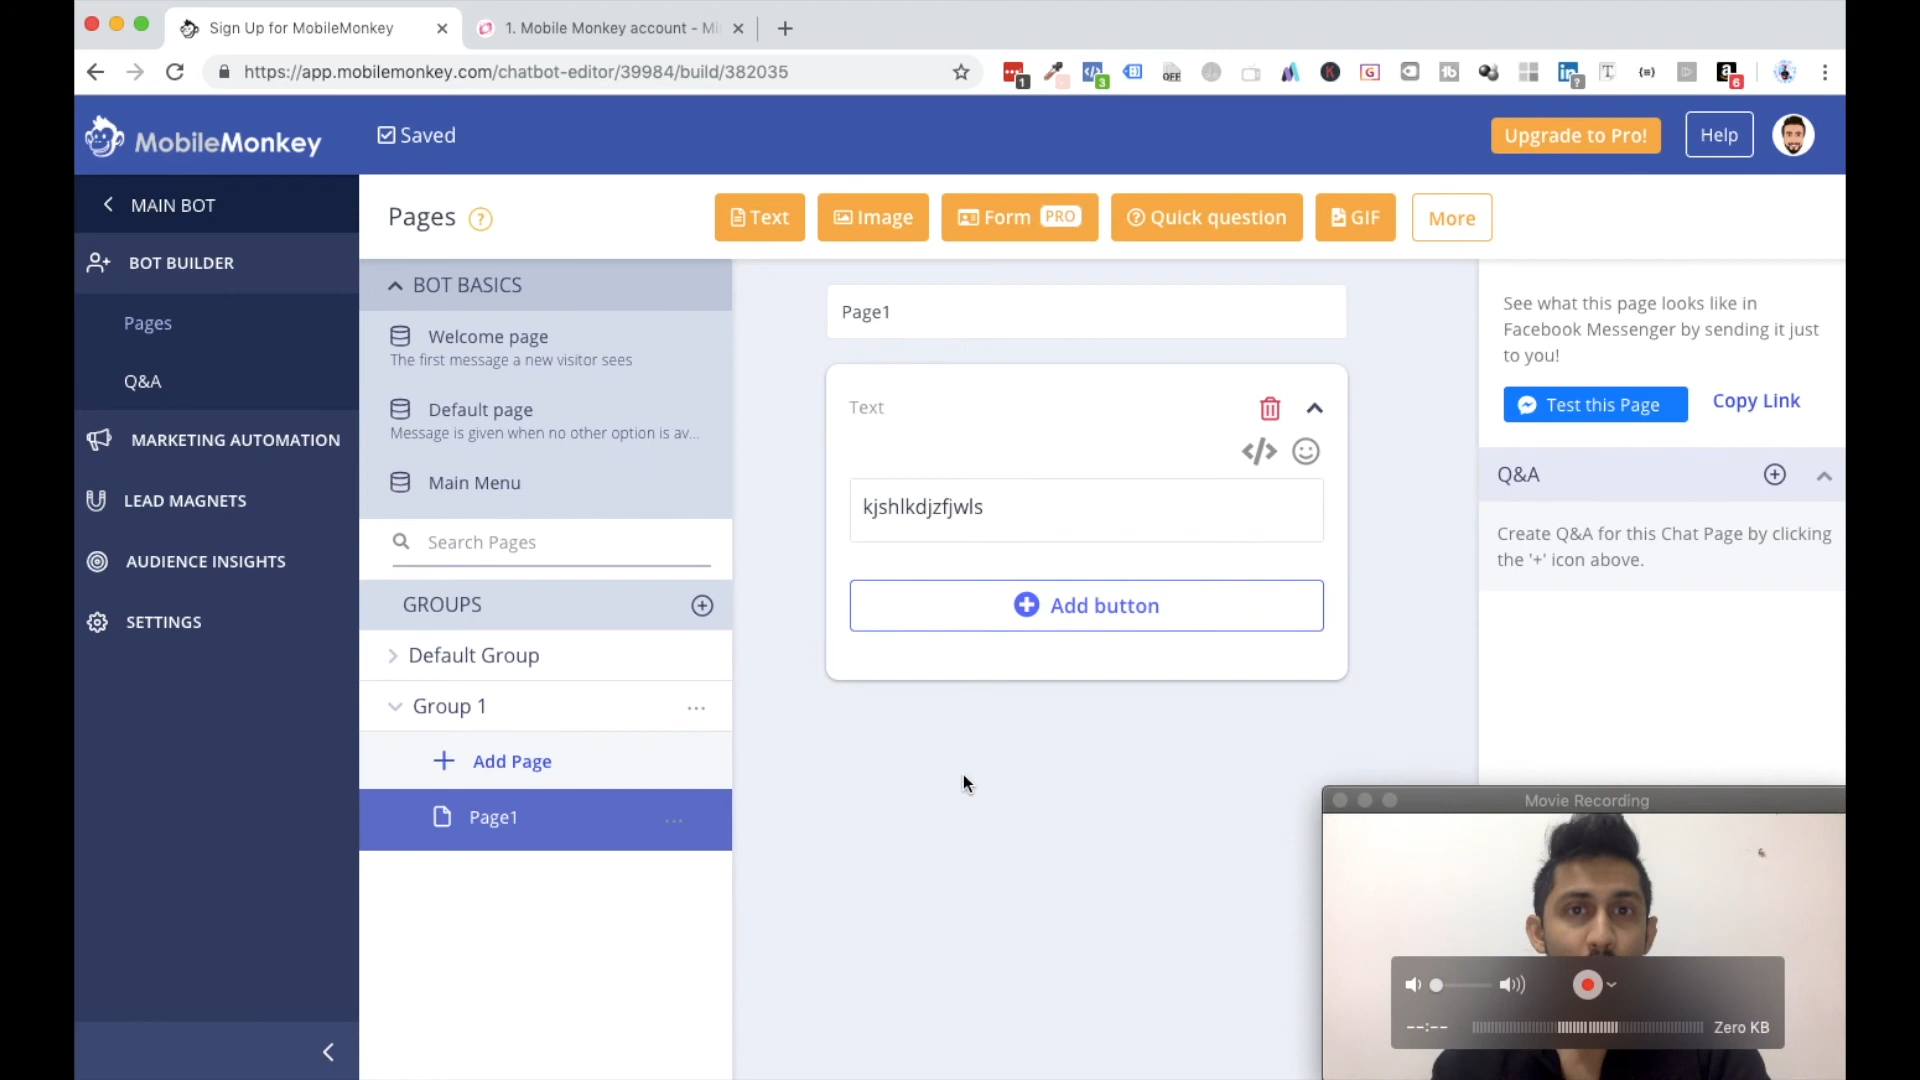 Sign Up for MobileMonkey
1. Mobile Monkey account - Mi
https://app.mobilemonkey.com/chatbot-editor/39984/build/382035
MobileMonkey
Saved
Upgrade to Pro!
Help
MAIN BOT
BOT BUILDER
Pages
Q&A
MARKETING AUTOMATION
LEAD MAGNETS
AUDIENCE INSIGHTS
SETTINGS
Pages
Text
Image
Form PRO
Quick question
GIF
More
BOT BASICS
Welcome page
The first message a new visitor sees
Default page
Message is given when no other option is av...
Main Menu
Search Pages
GROUPS
Default Group
Group 1
Add Page
Page1
Page1
Text
kjshlkdjzfjwls
Add button
See what this page looks like in
Facebook Messenger by sending it just
to you!
Test this Page
Copy Link
Q&A
Create Q&A for this Chat Page by clicking
the '+' icon above.
Movie Recording
--:--
Zero KB